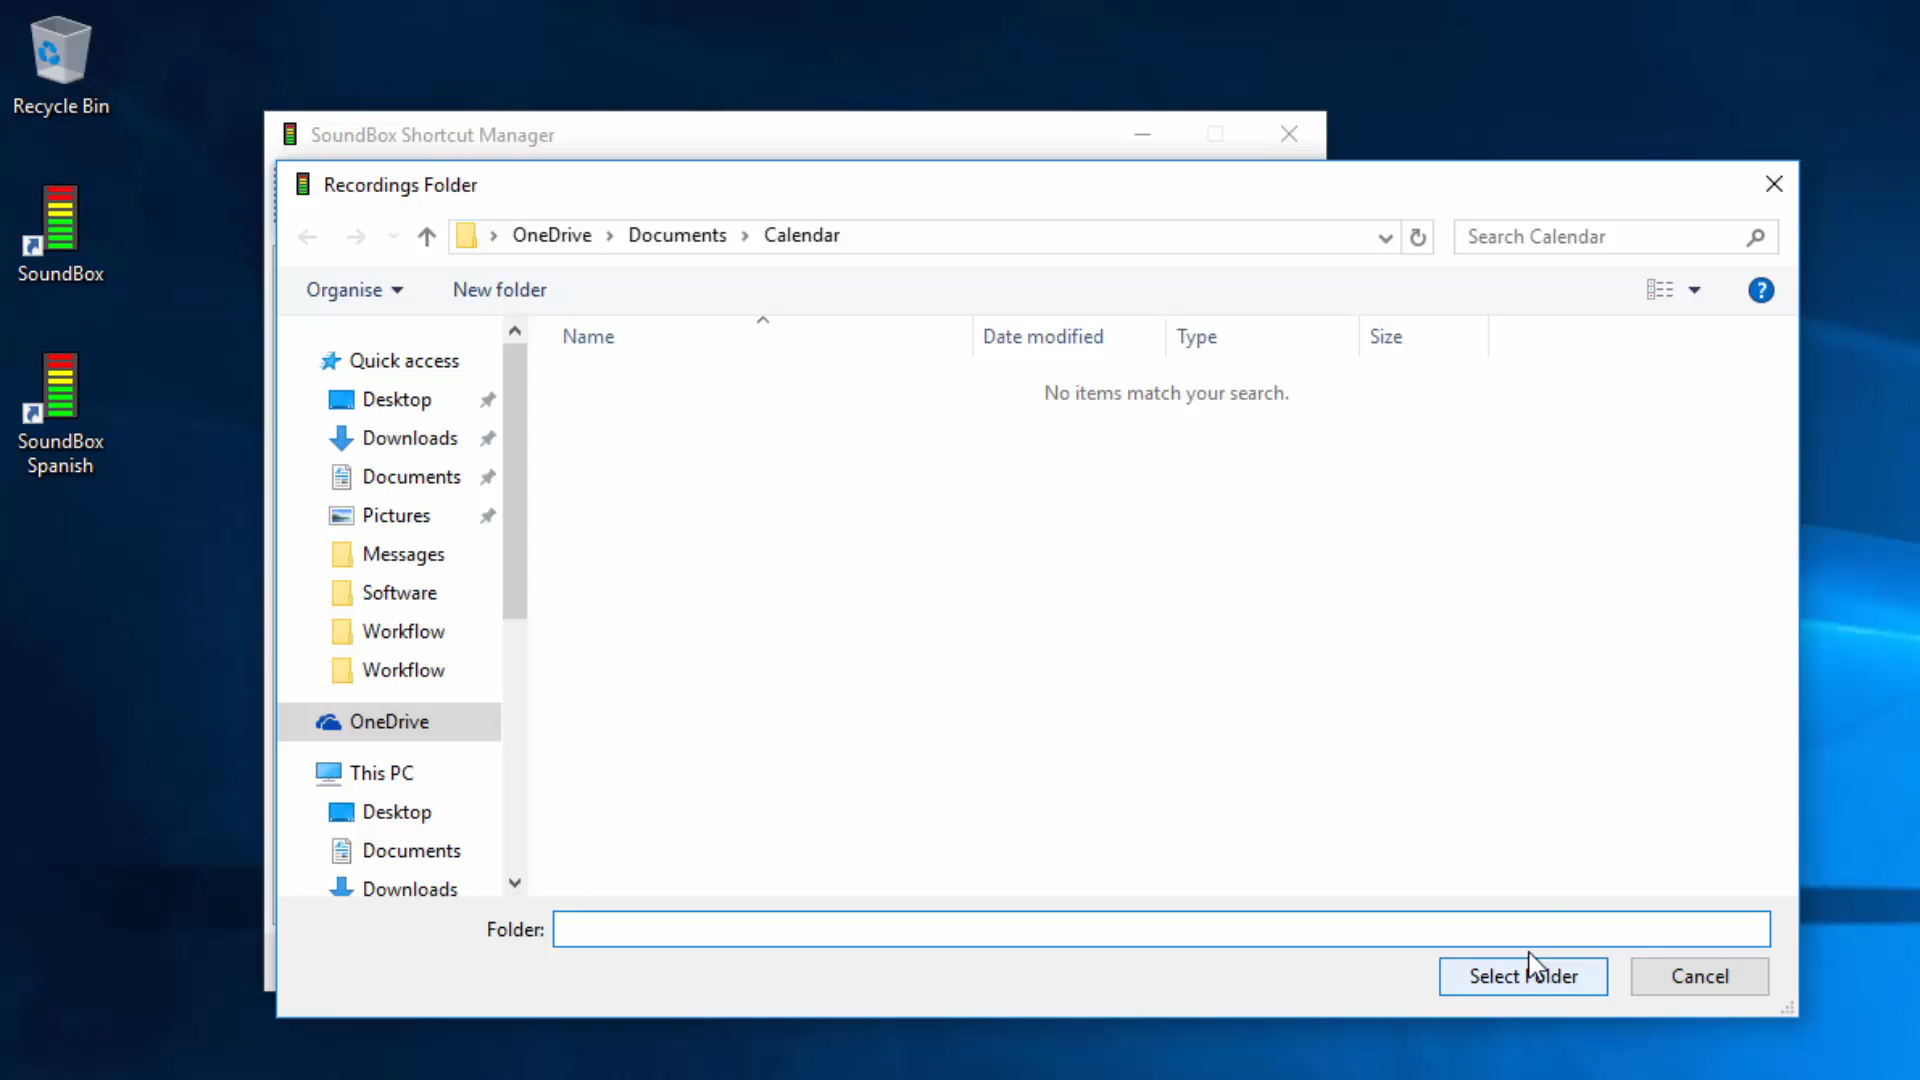 Recycle Bin
SoundBox
SoundBox
Spanish
SoundBox Shortcut Manager
Recordings Folder
OneDrive > Documents > Calendar
Search Calendar
Organise
New folder
?
Name
Date modified
Type
Size
No items match your search.
Quick access
Desktop
Downloads
Documents
Pictures
Messages
Software
Workflow
Workflow
OneDrive
This PC
Desktop
Documents
Downloads
Folder:
Select Folder
Cancel